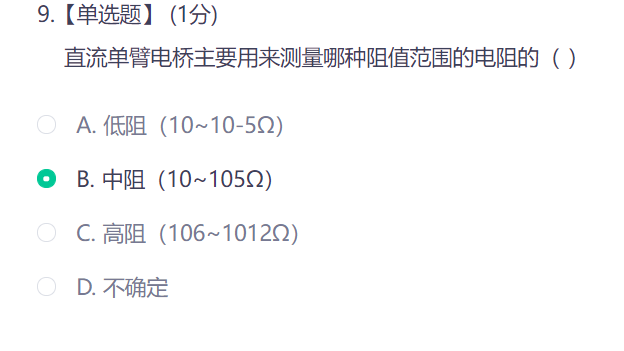 9.【单选题】 (1分)
直流单臂电桥主要用来测量哪种阻值范围的电阻的（ ）
A. 低阻（10~10-5Ω）
B. 中阻（10~105Ω）
C. 高阻（106~1012Ω）
D. 不确定